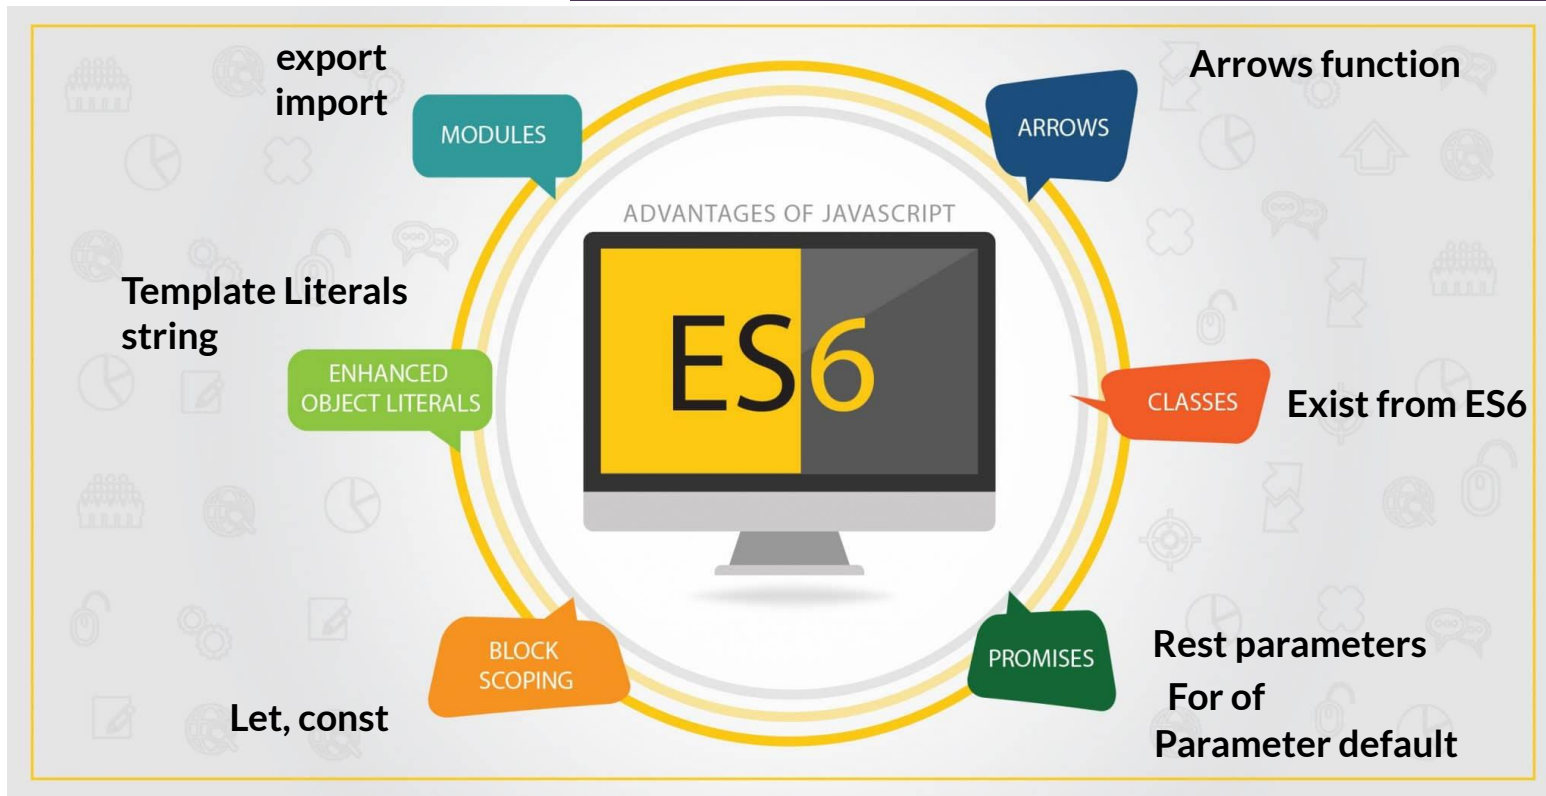 export
import
MODULES
Arrows function
ARROWS
ADVANTAGES OF JAVASCRIPT
ES6
Template Literals
string
ENHANCED
OBJECT LITERALS
CLASSES
Exist from ES6
BLOCK
SCOPING
Let, const
PROMISES
Rest parameters
For of
Parameter default